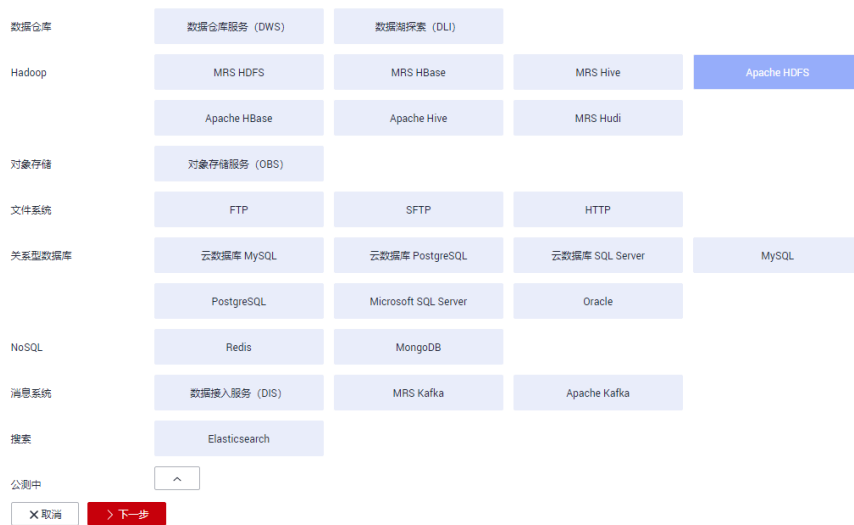 数据仓库 数据仓库服务（DWS） 数据湖探索（DLI）
Hadoop MRS HDFS MRS HBase MRS Hive Apache HDFS
Apache HBase Apache Hive MRS Hudi
对象存储 对象存储服务（OBS）
文件系统 FTP SFTP HTTP
关系型数据库 云数据库 MySQL 云数据库 PostgreSQL 云数据库 SQL Server MySQL
PostgreSQL Microsoft SQL Server Oracle
NoSQL Redis MongoDB
消息系统 数据接入服务（DIS） MRS Kafka Apache Kafka
搜索 Elasticsearch
公测中
取消 下一步